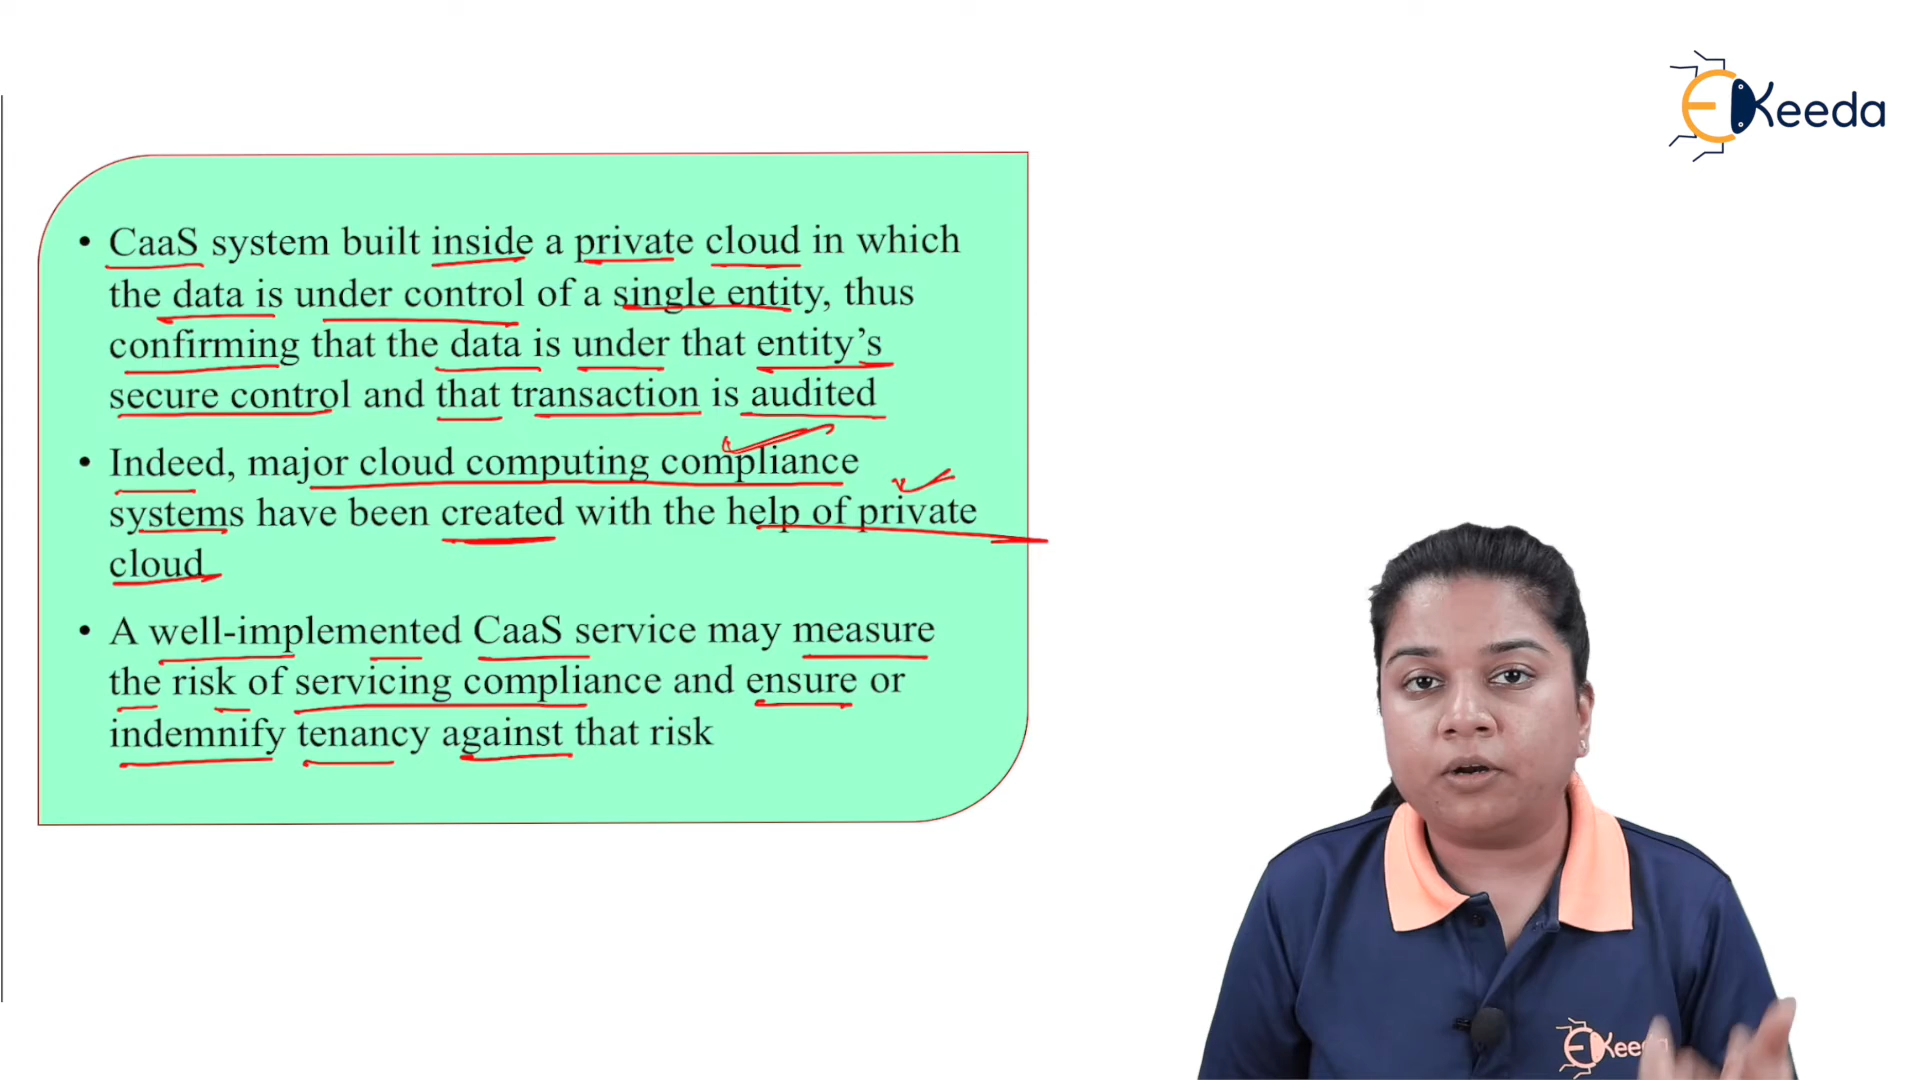 EKeeda
• CaaS system built inside a private cloud in which
the data is under control of a single entity, thus
confirming that the data is under that entity’s
secure control and that transaction is audited
• Indeed, major cloud computing compliance
systems have been created with the help of private
cloud
• A well-implemented CaaS service may measure
the risk of servicing compliance and ensure or
indemnify tenancy against that risk
EKeeda